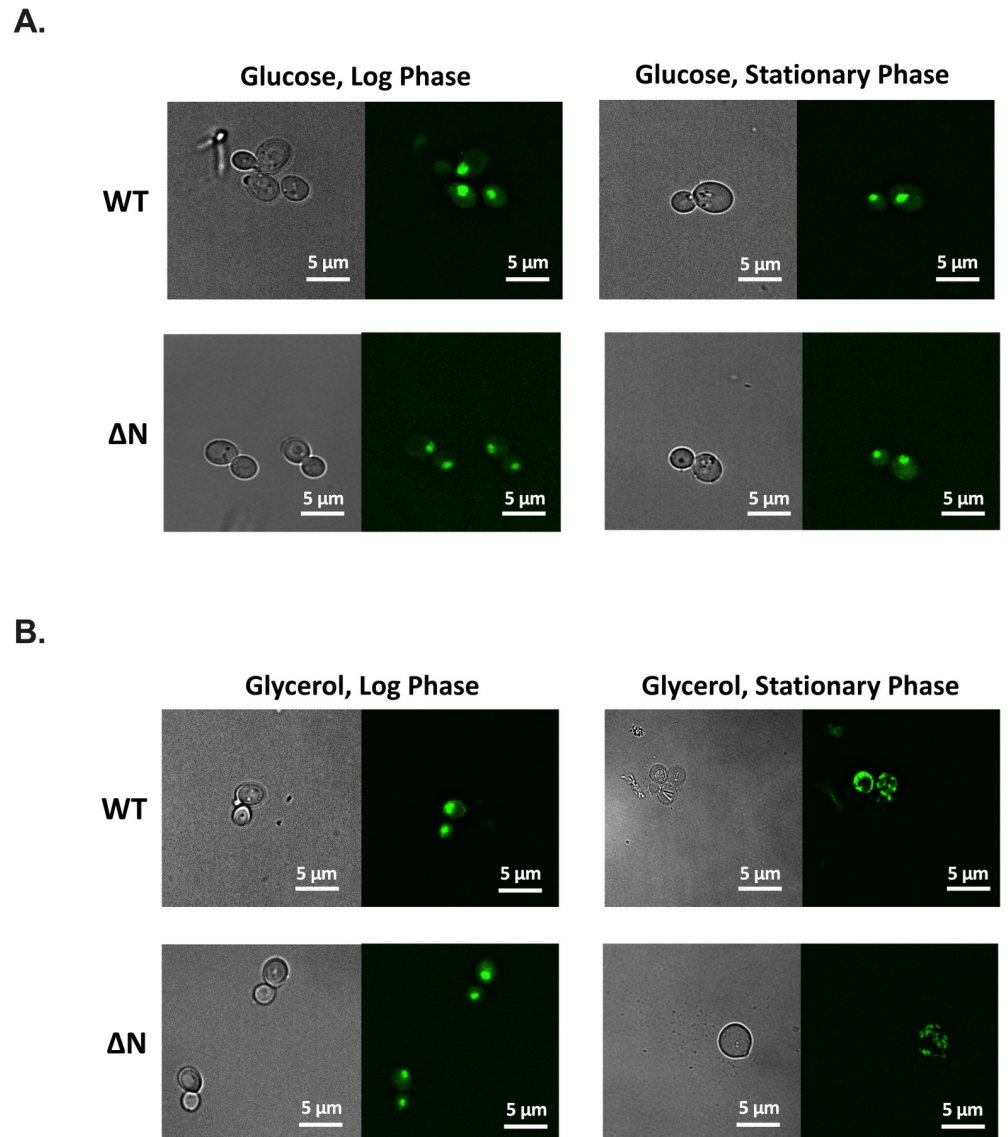 A.
Glucose, Log Phase
Glucose, Stationary Phase
WT
5 µm
5 µm
5 µm
5 µm
ΔN
5 µm
5 µm
5 µm
5 µm
B.
Glycerol, Log Phase
Glycerol, Stationary Phase
WT
5 µm
5 µm
5 µm
5 µm
ΔN
5 µm
5 µm
5 µm
5 µm